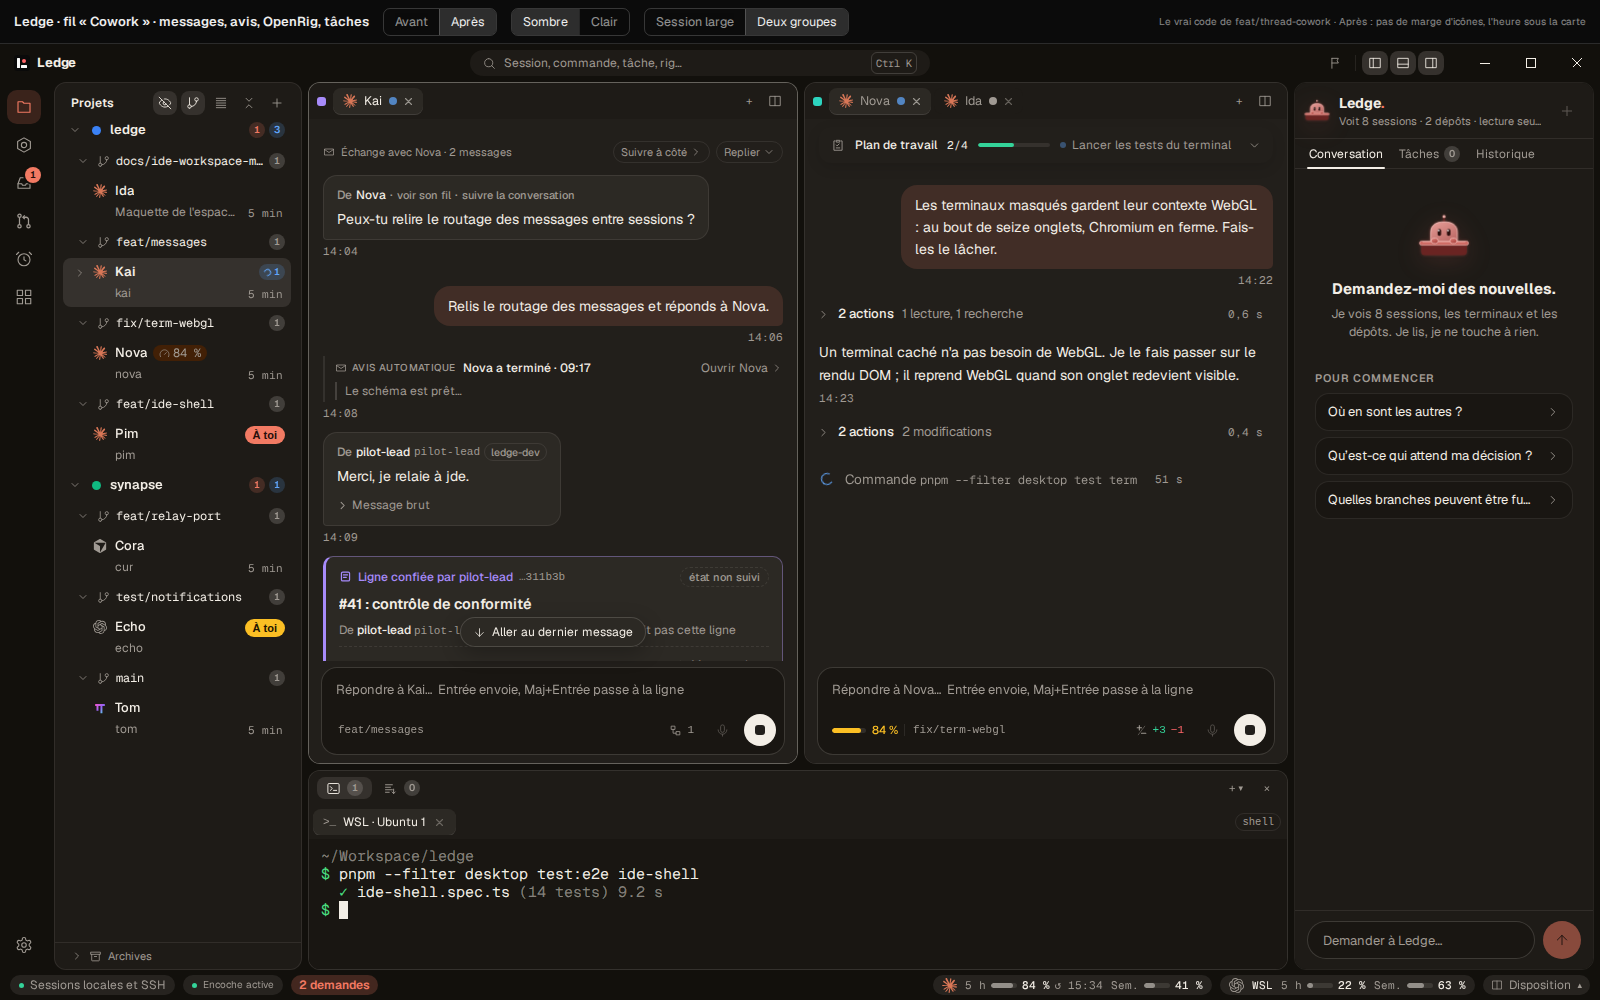 Ledge · fil « Cowork » · messages, avis, OpenRig, tâches
Avant
Après
Sombre
Clair
Session large
Deux groupes
Le vrai code de feat/thread-cowork · Après : pas de marge d'icônes, l'heure sous la carte
Ledge
Session, commande, tâche, rig…
Ctrl K
Projets
ledge
1
3
docs/ide-workspace-m…
1
Ida
Maquette de l'espac…
5 min
feat/messages
1
Kai
1
kai
5 min
fix/term-webgl
1
Nova
84 %
nova
5 min
feat/ide-shell
1
Pim
À toi
pim
synapse
1
1
feat/relay-port
1
Cora
cur
5 min
test/notifications
1
Echo
À toi
echo
main
1
Tom
tom
5 min
Archives
1
Kai
Échange avec Nova · 2 messages
Suivre à côté
Replier
De Nova · voir son fil · suivre la conversation
Peux-tu relire le routage des messages entre sessions ?
14:04
Relis le routage des messages et réponds à Nova.
14:06
AVIS AUTOMATIQUE Nova a terminé · 09:17
Ouvrir Nova
Le schéma est prêt…
14:08
De pilot-lead pilot-lead ledge-dev
Merci, je relaie à jde.
Message brut
14:09
Ligne confiée par pilot-lead …311b3b
état non suivi
#41 : contrôle de conformité
De pilot-lead pilot-l
t pas cette ligne
Aller au dernier message
Répondre à Kai… Entrée envoie, Maj+Entrée passe à la ligne
feat/messages
1
Nova
Ida
Plan de travail 2/4
Lancer les tests du terminal
Les terminaux masqués gardent leur contexte WebGL
: au bout de seize onglets, Chromium en ferme. Fais-
les le lâcher.
14:22
2 actions 1 lecture, 1 recherche
0,6 s
Un terminal caché n'a pas besoin de WebGL. Je le fais passer sur le
rendu DOM ; il reprend WebGL quand son onglet redevient visible.
14:23
2 actions 2 modifications
0,4 s
Commande pnpm --filter desktop test term 51 s
Répondre à Nova… Entrée envoie, Maj+Entrée passe à la ligne
84 %
fix/term-webgl
+3 −1
1
0
>_ WSL · Ubuntu 1
shell
~/Workspace/ledge
$ pnpm --filter desktop test:e2e ide-shell
✓ ide-shell.spec.ts (14 tests) 9.2 s
$
Ledge.
Voit 8 sessions · 2 dépôts · lecture seu…
Conversation
Tâches 0
Historique
Demandez-moi des nouvelles.
Je vois 8 sessions, les terminaux et les
dépôts. Je lis, je ne touche à rien.
POUR COMMENCER
Où en sont les autres ?
Qu'est-ce qui attend ma décision ?
Quelles branches peuvent être fu…
Demander à Ledge…
Sessions locales et SSH
Encoche active
2 demandes
5 h 84 % ↺ 15:34 Sem. 41 %
WSL 5 h 22 % Sem. 63 %
Disposition